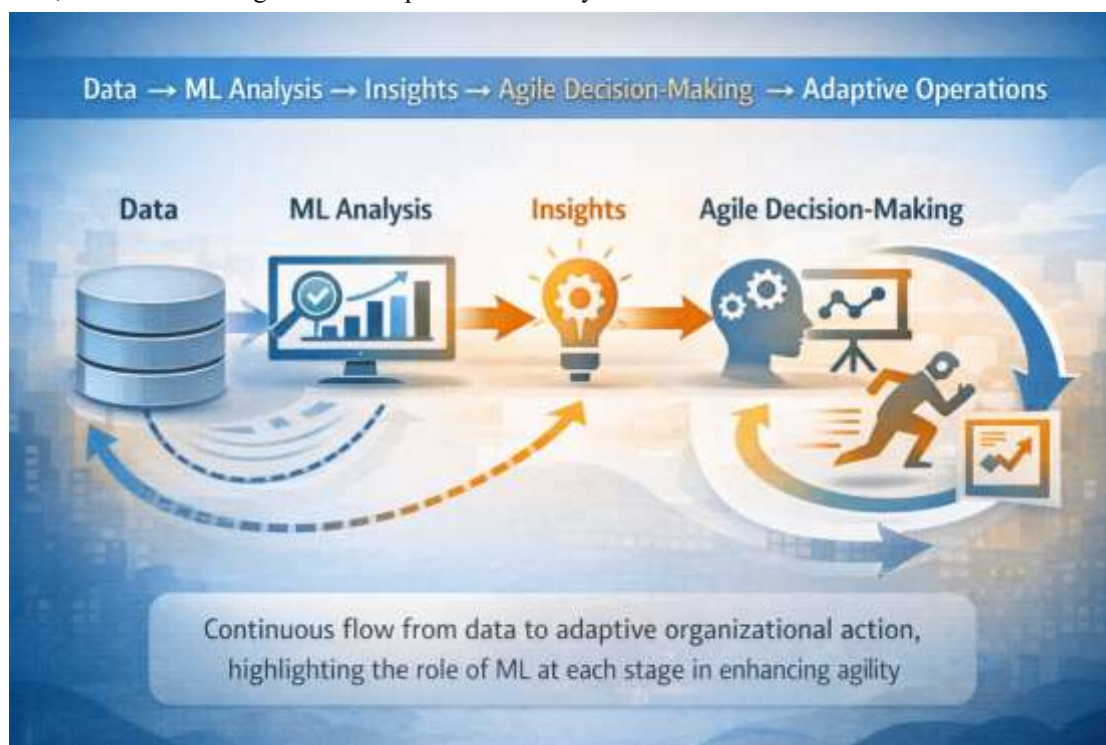 Data → ML Analysis → Insights → Agile Decision-Making → Adaptive Operations
Data
ML Analysis
Insights
Agile Decision-Making
Continuous flow from data to adaptive organizational action,
highlighting the role of ML at each stage in enhancing agility